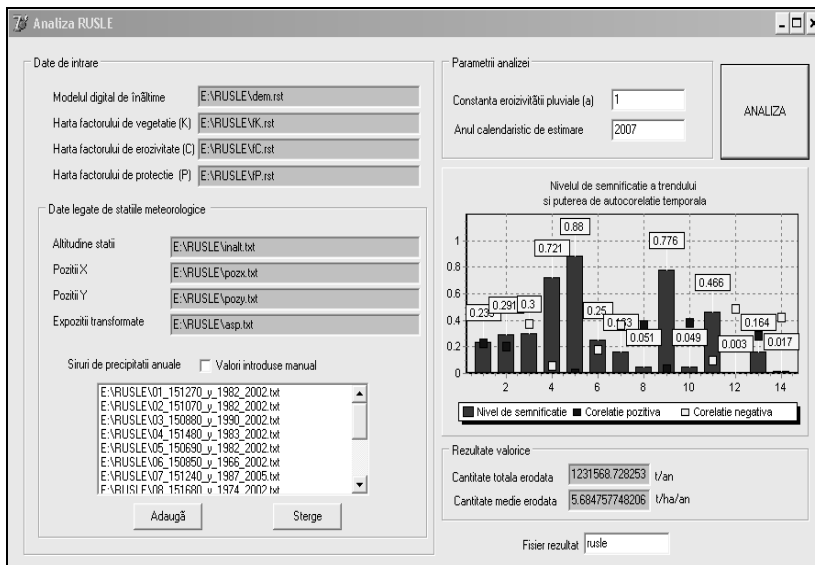 Analiza RUSLE
Date de intrare
Modelul digital de înãltime E:\RUSLE\dem.rst
Harta factorului de vegetatie (K) E:\RUSLE\fK.rst
Harta factorului de erozivitate (C) E:\RUSLE\fC.rst
Harta factorului de protectie (P) E:\RUSLE\fP.rst
Date legate de statiile meteorologice
Altitudine statii E:\RUSLE\inalt.txt
Pozitii X E:\RUSLE\pozx.txt
Pozitii Y E:\RUSLE\pozy.txt
Expozitii transformate E:\RUSLE\asp.txt
Siruri de precipitatii anuale Valori introduse manual
E:\RUSLE\01_151270_y_1982_2002.txt
E:\RUSLE\02_151070_y_1982_2002.txt
E:\RUSLE\03_150880_y_1990_2002.txt
E:\RUSLE\04_151480_y_1983_2002.txt
E:\RUSLE\05_150690_y_1982_2002.txt
E:\RUSLE\06_150850_y_1966_2002.txt
E:\RUSLE\07_151240_y_1987_2005.txt
E:\RUSLE\08_151680_y_1974_2002.txt
Adaugã Sterge
Parametrii analizei
Constanta eroizivitãtii pluviale (a) 1
Anul calendaristic de estimare 2007
ANALIZA
Nivelul de semnificatie a trendului
si puterea de autocorelatie temporala
0.88
0.721 0.776
0.291 0.3 0.25 0.466
0.051 0.049 0.003 0.164 0.017
1
0.8
0.6
0.4
0.2
0
2 4 6 8 10 12 14
Nivel de semnificatie Corelatie pozitiva Corelatie negativa
Rezultate valorice
Cantitate totala erodata 1231568.728253 t/an
Cantitate medie erodata 5.684757748206 t/ha/an
Fisier rezultat rusle